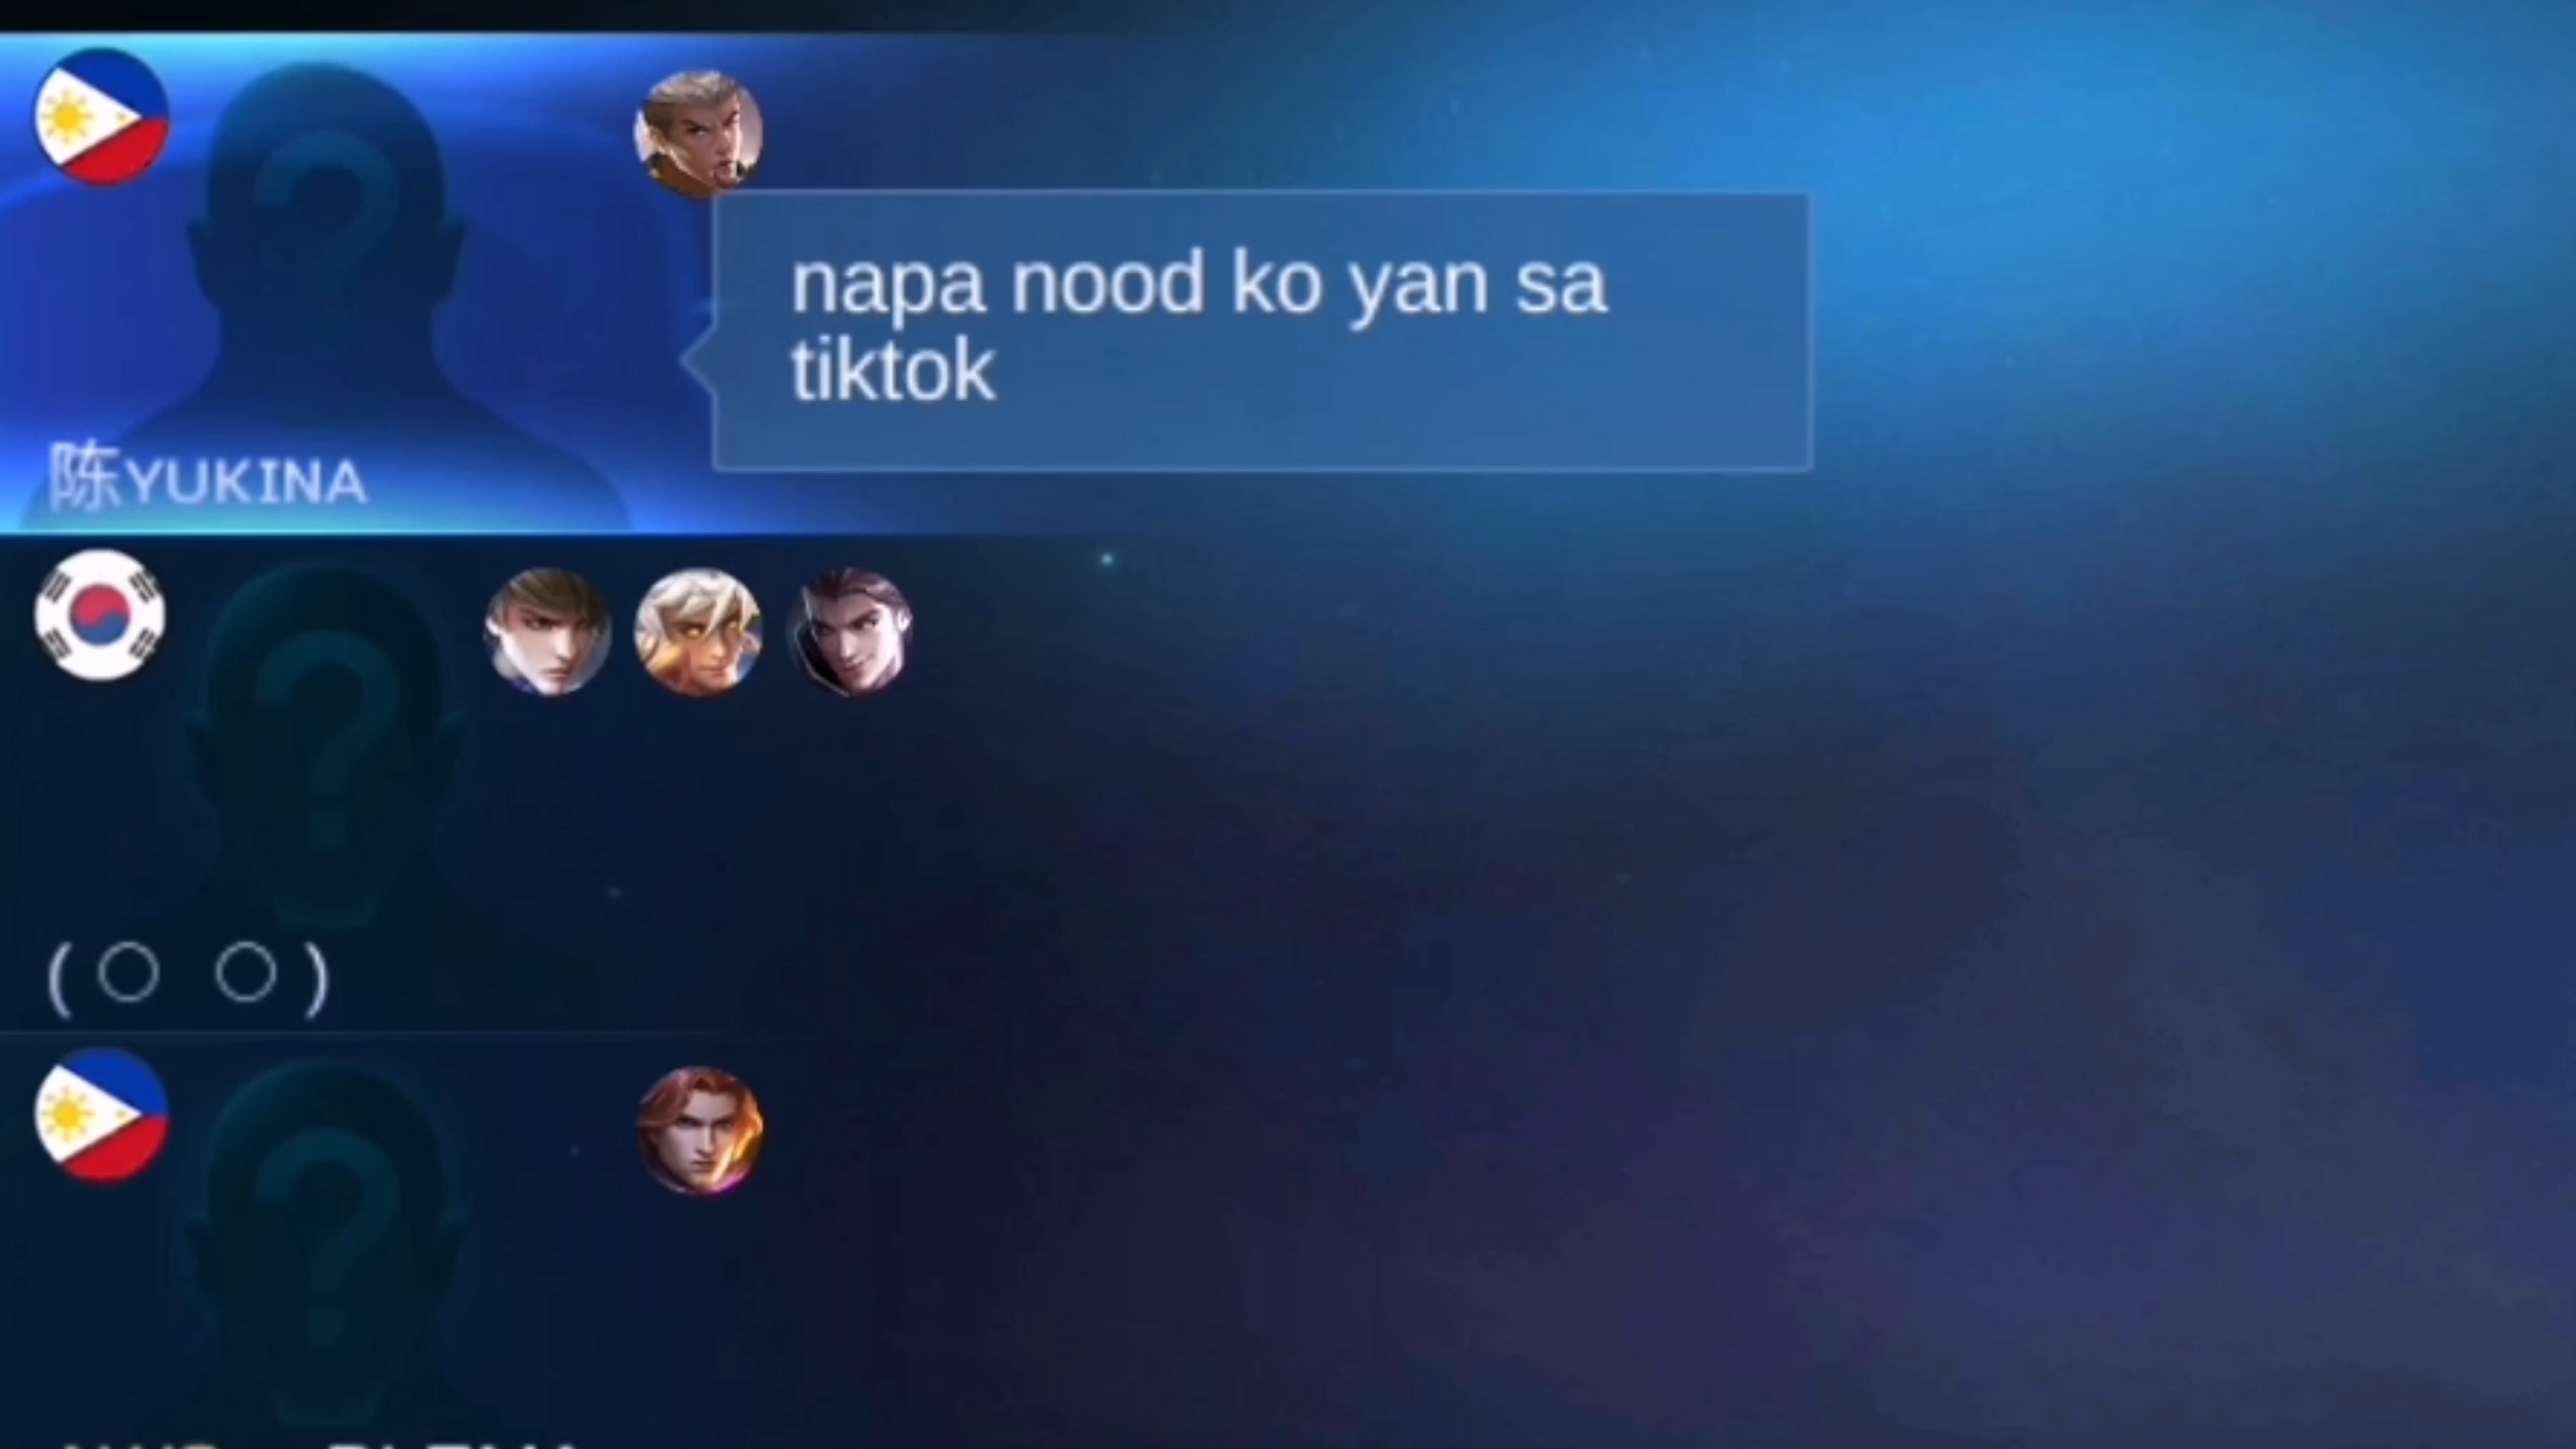 napa nood ko yan sa
tiktok
陈YUKINA
( ○ ○ )